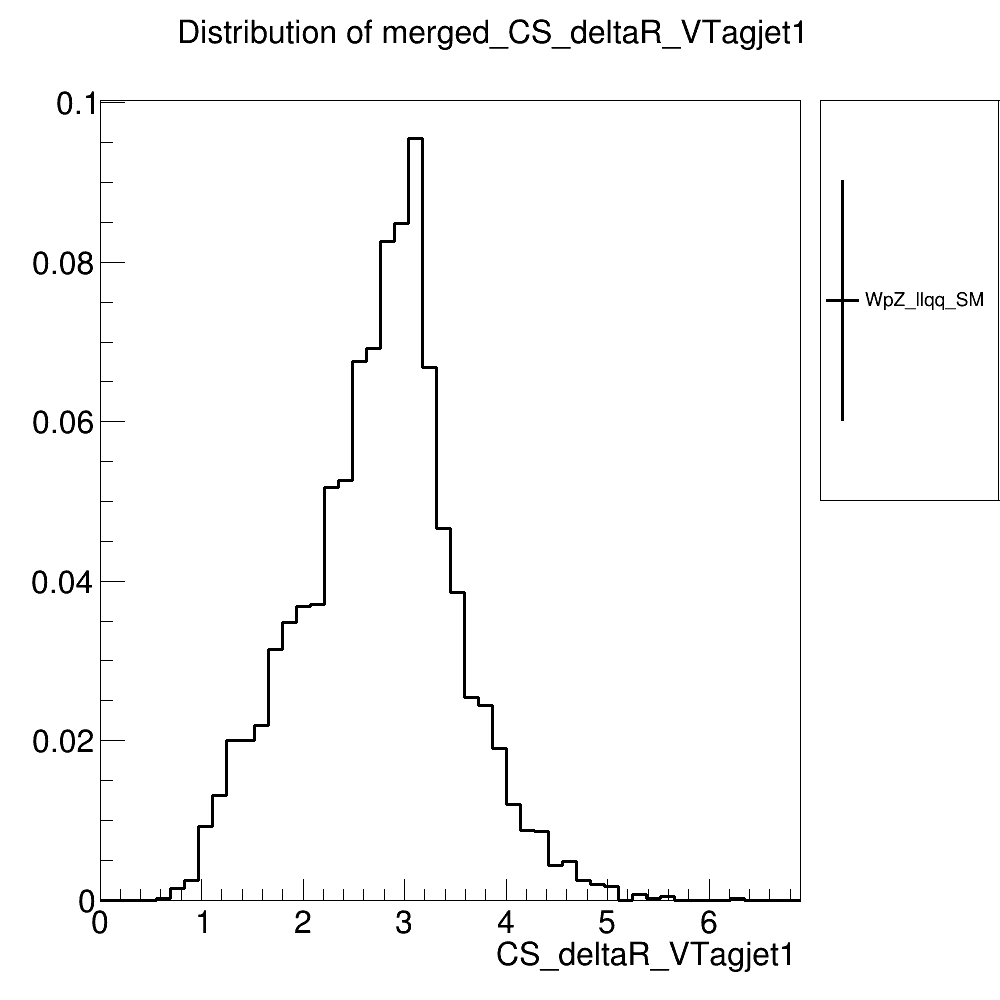 Distribution of merged_CS_deltaR_VTagjet1
0.1
0.08
0.06
0.04
0.02
0
0 1 2 3 4 5 6
CS_deltaR_VTagjet1
WpZ_llqq_SM